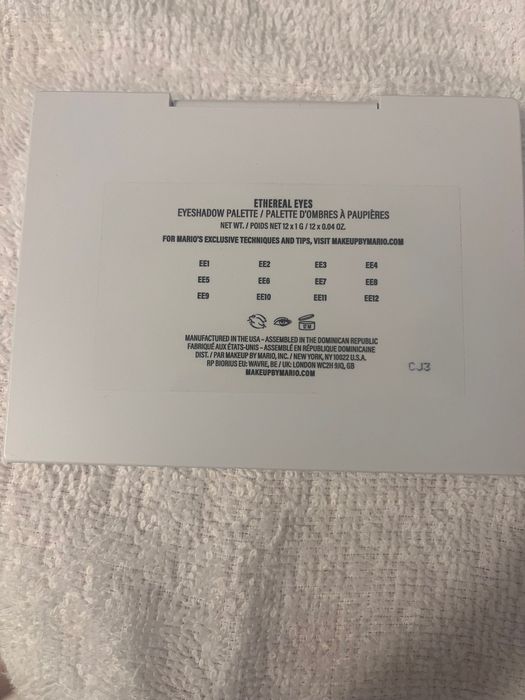 ETHEREAL EYES
EYESHADOW PALETTE / PALETTE D'OMBRES À PAUPIÈRES
NET WT. / POIDS NET 12 x 1 G / 12 x 0.04 OZ.
FOR MARIO'S EXCLUSIVE TECHNIQUES AND TIPS, VISIT MAKEUPBYMARIO.COM
EE1 EE2 EE3 EE4
EE5 EE6 EE7 EE8
EE9 EE10 EE11 EE12
12 M
MANUFACTURED IN THE USA - ASSEMBLED IN THE DOMINICAN REPUBLIC
FABRIQUÉ AUX ÉTATS-UNIS - ASSEMBLÉ EN RÉPUBLIQUE DOMINICAINE
DIST. / PAR MAKEUP BY MARIO, INC. / NEW YORK, NY 10022 U.S.A.
RP BIORIUS EU: WAVRE, BE / UK: LONDON WC2H 9JQ, GB
MAKEUPBYMARIO.COM
CJ3